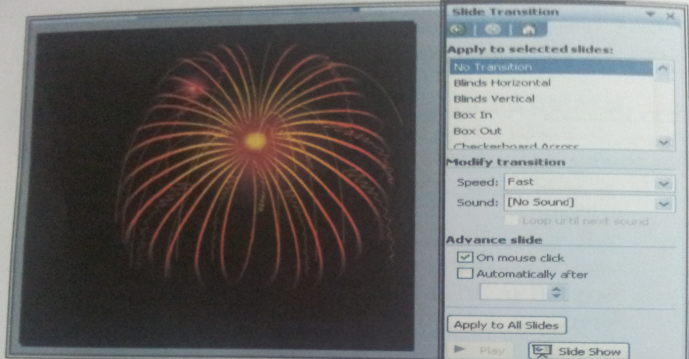 Slide Transition
Apply to selected slides:
No Transition
Blinds Horizontal
Blinds Vertical
Box In
Box Out
Checkerboard Across
Modify transition
Speed: Fast
Sound: [No Sound]
Loop until next sound
Advance slide
On mouse click
Automatically after
Apply to All Slides
Play
Slide Show